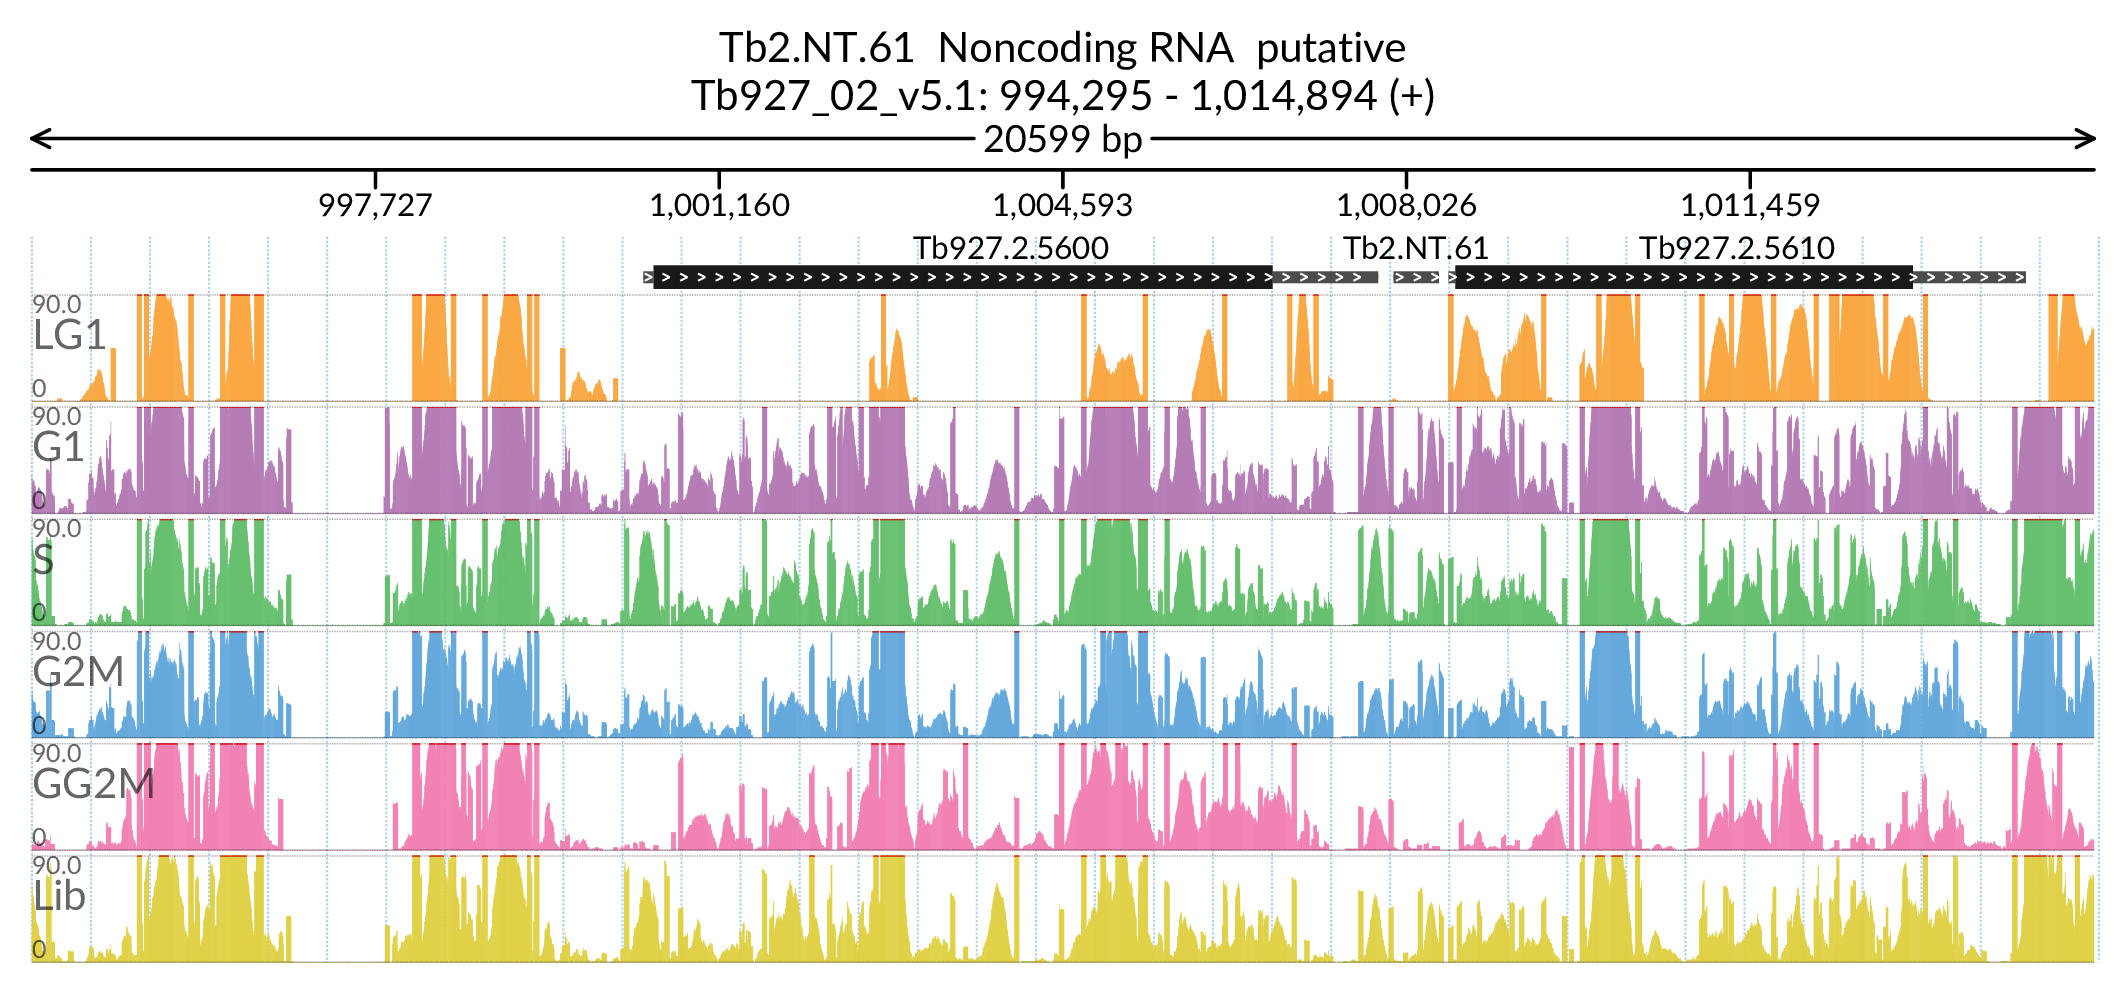 Tb2.NT.61 Noncoding RNA putative
Tb927_02_v5.1: 994,295 - 1,014,894 (+)
20599 bp
997,727 1,001,160 1,004,593 1,008,026 1,011,459
Tb927.2.5600 Tb2.NT.61 Tb927.2.5610
90.0
LG1
0
90.0
G1
0
90.0
S
0
90.0
G2M
0
90.0
GG2M
0
90.0
Lib
0